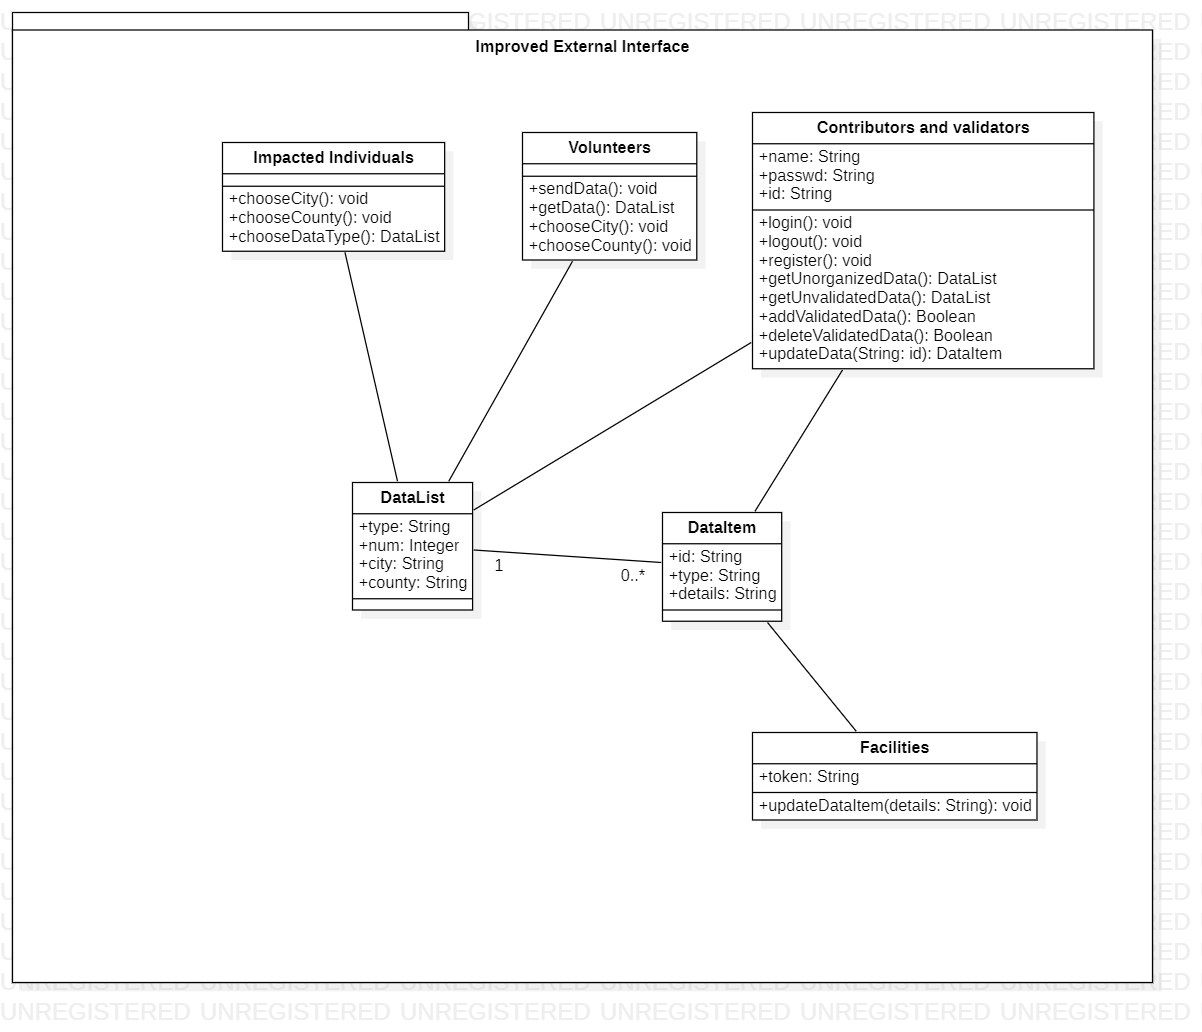 UNREGISTERED UNREGISTERED UNREGISTERED UNREGISTERED
Improved External Interface
Impacted Individuals
+chooseCity(): void
+chooseCounty(): void
+chooseDataType(): DataList
Volunteers
+sendData(): void
+getData(): DataList
+chooseCity(): void
+chooseCounty(): void
Contributors and validators
+name: String
+passwd: String
+id: String
+login(): void
+logout(): void
+register(): void
+getUnorganizedData(): DataList
+getUnvalidatedData(): DataList
+addValidatedData(): Boolean
+deleteValidatedData(): Boolean
+updateData(String: id): DataItem
DataList
+type: String
+num: Integer
+city: String
+county: String
1
0..*
DataItem
+id: String
+type: String
+details: String
Facilities
+token: String
+updateDataItem(details: String): void
UNREGISTERED UNREGISTERED UNREGISTERED UNREGISTERED UNREGISTERED UNREGISTERED